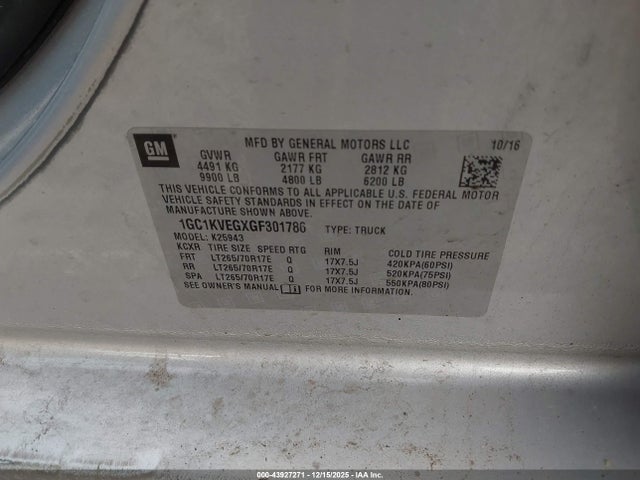 GM
MFD BY GENERAL MOTORS LLC 10/16
GVWR GAWR FRT GAWR RR
4491 KG 2177 KG 2812 KG
9900 LB 4800 LB 6200 LB
THIS VEHICLE CONFORMS TO ALL APPLICABLE U.S. FEDERAL MOTOR
VEHICLE SAFETY STANDARDS IN EFFECT ON THE DATE OF
MANUFACTURE SHOWN ABOVE.
1GC1KVEGXGF301786 TYPE: TRUCK
MODEL: K25943
KCXR TIRE SIZE SPEED RTG RIM COLD TIRE PRESSURE
FRT LT265/70R17E Q 17X7.5J 420KPA(60PSI)
RR LT265/70R17E Q 17X7.5J 520KPA(75PSI)
SPA LT265/70R17E Q 17X7.5J 550KPA(80PSI)
SEE OWNER'S MANUAL FOR MORE INFORMATION.
000-43927271 - 12/15/2025 - IAAC